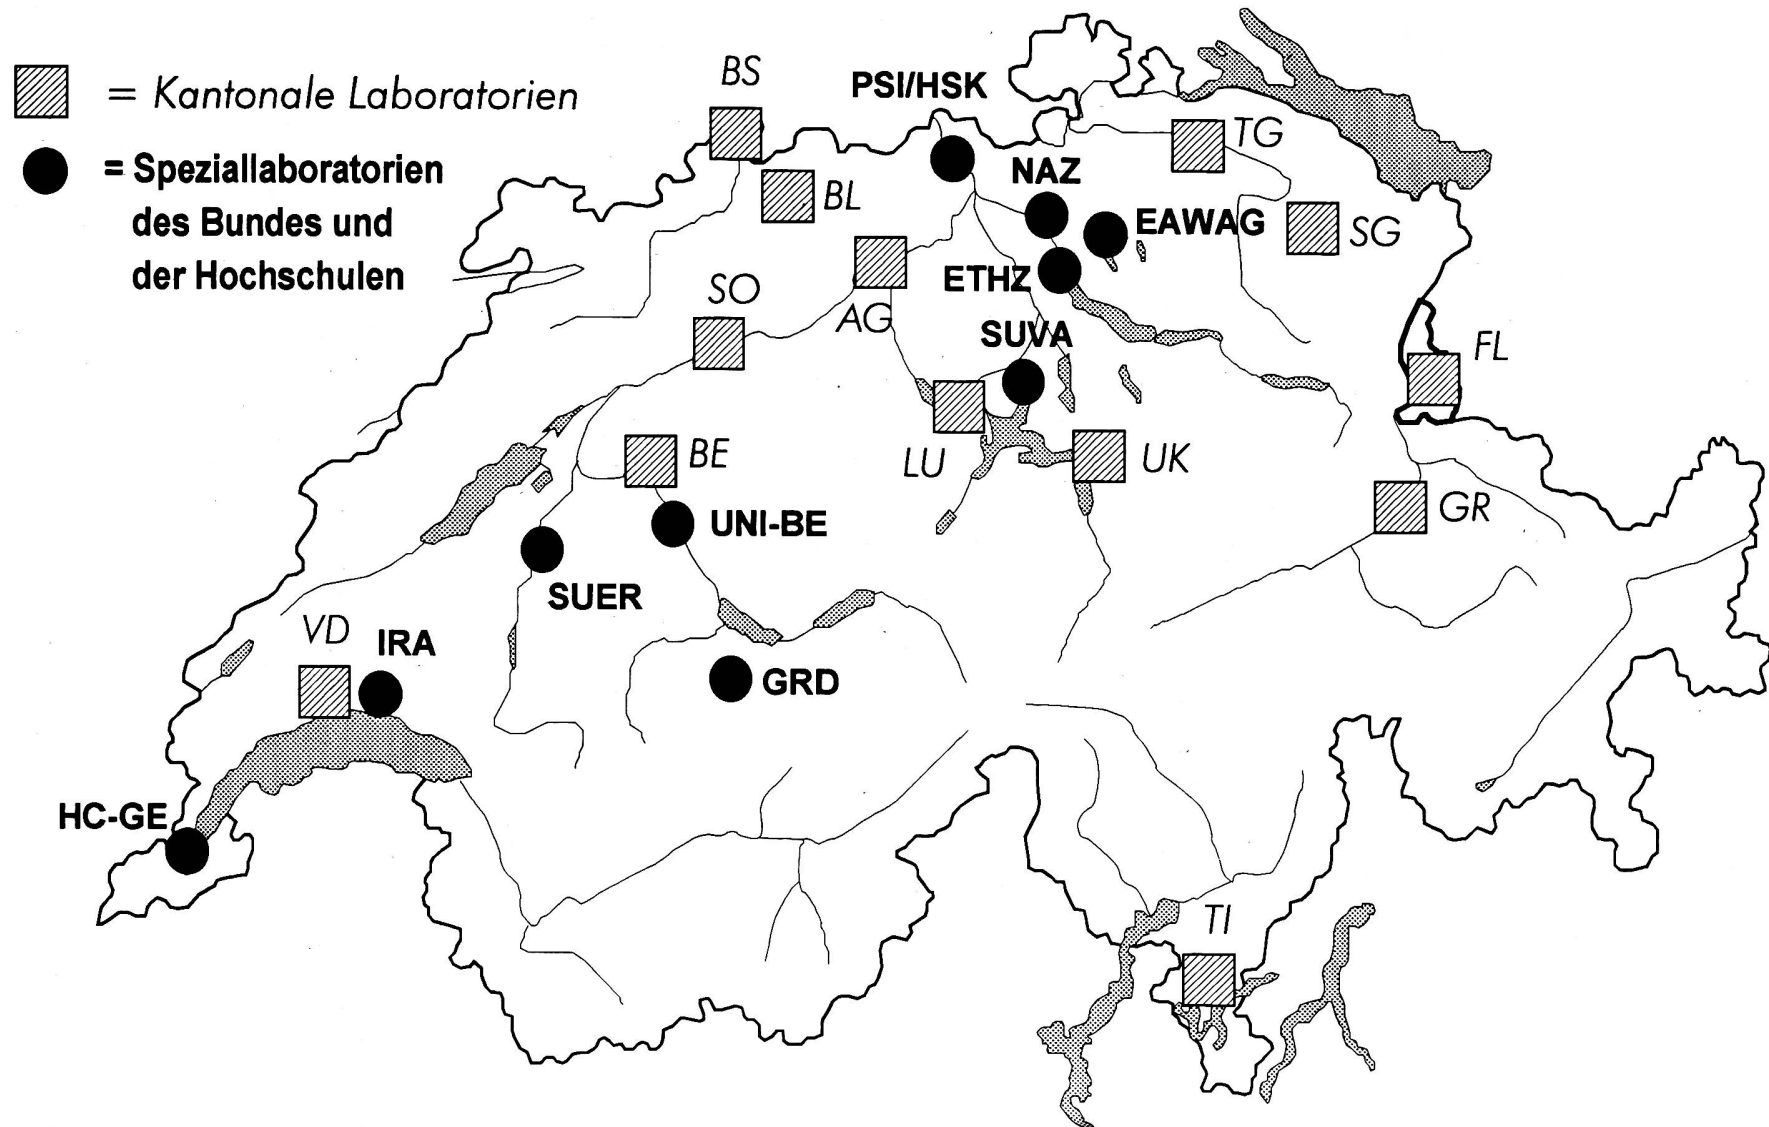 = Kantonale Laboratorien
= Speziallaboratorien
des Bundes und
der Hochschulen
BS
PSI/HSK
TG
NAZ
BL
EAWAG
SG
ETHZ
SO
AG
SUVA
FL
BE
LU
UK
GR
UNI-BE
SUER
VD
IRA
GRD
HC-GE
TI